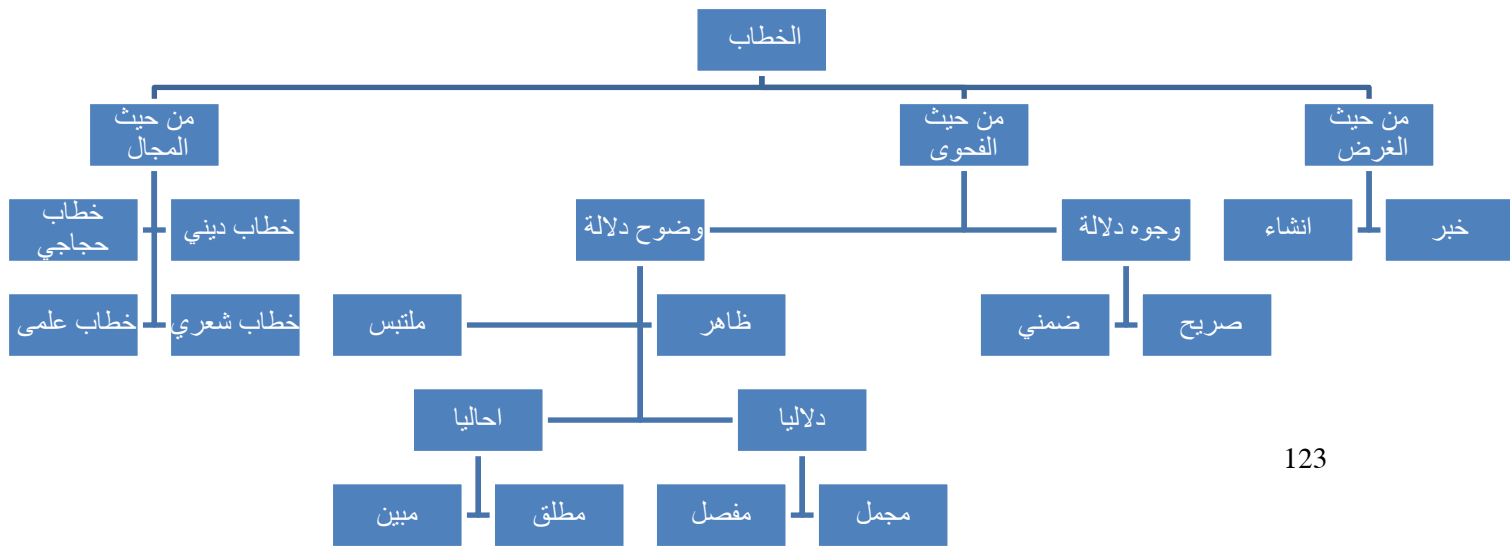 الخطاب
من حيث
الغرض
من حيث
الفحوى
من حيث
المجال
خبر
انشاء
وجوه دلالة
وضوح دلالة
خطاب ديني
خطاب
حجاجي
صريح
ضمني
ظاهر
ملتبس
خطاب شعري
خطاب علمى
دلاليا
احاليا
مجمل
مفصل
مطلق
مبين
123